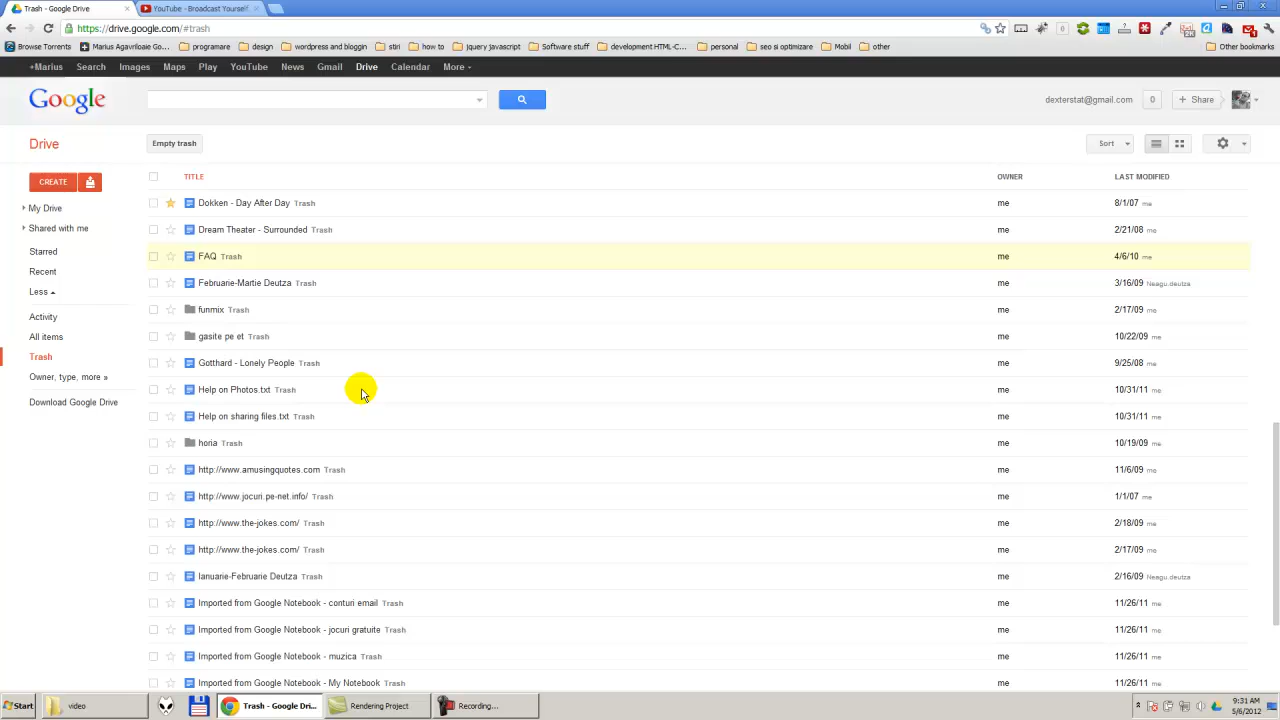 Trash - Google Drive
YouTube - Broadcast Yourself.
https://drive.google.com/#trash
Browse Torrents
Marius Agavriloaie Go...
programare
design
wordpress and bloggin
stiri
how to
jquery javascript
Software stuff
development HTML-C...
personal
seo si optimizare
Mobil
other
Other bookmarks
+Marius Search Images Maps Play YouTube News Gmail Drive Calendar More
Google
dexterstat@gmail.com
0
+ Share
Drive
Empty trash
Sort
CREATE
TITLE OWNER LAST MODIFIED
My Drive
Shared with me
Starred
Recent
Less
Activity
All items
Trash
Owner, type, more »
Download Google Drive
Dokken - Day After Day Trash me 8/1/07 me
Dream Theater - Surrounded Trash me 2/21/08 me
FAQ Trash me 4/6/10 me
Februarie-Martie Deutza Trash me 3/16/09 Neagu.deutza
funmix Trash me 2/17/09 me
gasite pe et Trash me 10/22/09 me
Gotthard - Lonely People Trash me 9/25/08 me
Help on Photos.txt Trash me 10/31/11 me
Help on sharing files.txt Trash me 10/31/11 me
horia Trash me 10/19/09 me
http://www.amusingquotes.com Trash me 11/6/09 me
http://www.jocuri.pe-net.info/ Trash me 1/1/07 me
http://www.the-jokes.com/ Trash me 2/18/09 me
http://www.the-jokes.com/ Trash me 2/17/09 me
Ianuarie-Februarie Deutza Trash me 2/16/09 Neagu.deutza
Imported from Google Notebook - conturi email Trash me 11/26/11 me
Imported from Google Notebook - jocuri gratuite Trash me 11/26/11 me
Imported from Google Notebook - muzica Trash me 11/26/11 me
Imported from Google Notebook - My Notebook Trash me 11/26/11 me
Start
video
Trash - Google Dri...
Rendering Project
Recording...
9:31 AM
5/6/2012